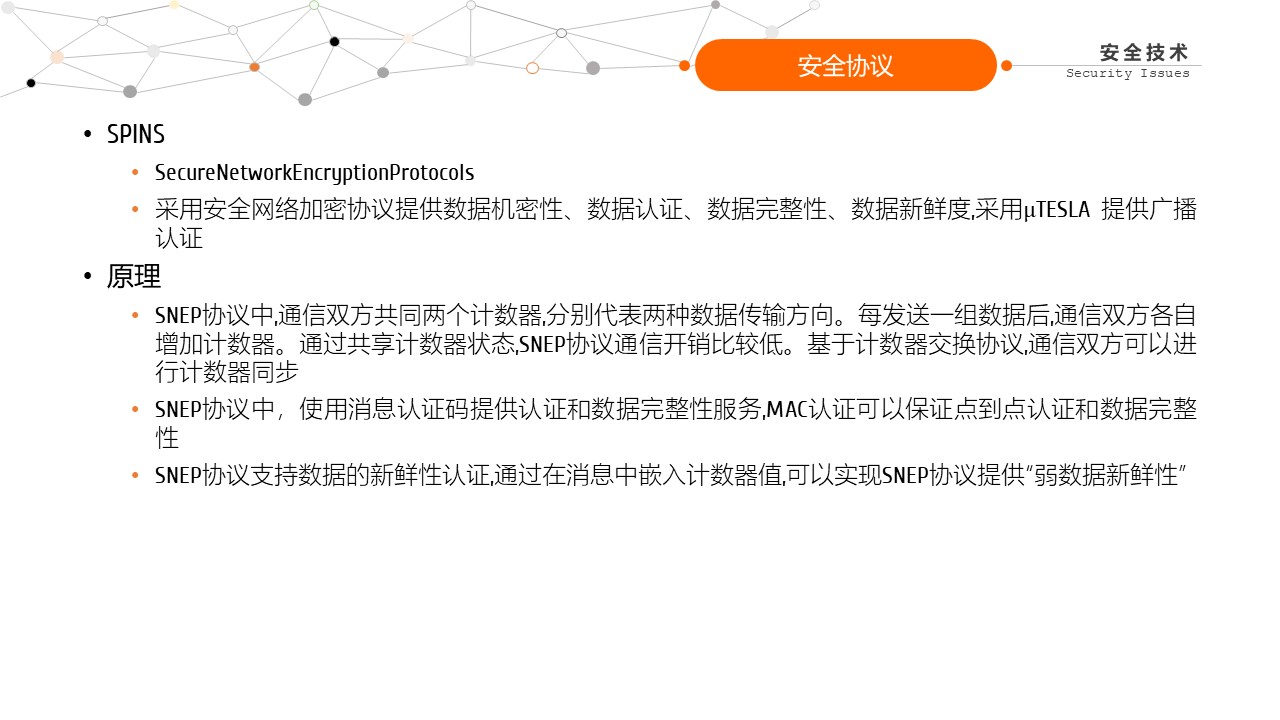 安全协议
安全技术
Security Issues
• SPINS
• SecureNetworkEncryptionProtocols
• 采用安全网络加密协议提供数据机密性、数据认证、数据完整性、数据新鲜度,采用μTESLA 提供广播
认证
• 原理
• SNEP协议中,通信双方共同两个计数器,分别代表两种数据传输方向。每发送一组数据后,通信双方各自
增加计数器。通过共享计数器状态,SNEP协议通信开销比较低。基于计数器交换协议,通信双方可以进
行计数器同步
• SNEP协议中，使用消息认证码提供认证和数据完整性服务,MAC认证可以保证点到点认证和数据完整
性
• SNEP协议支持数据的新鲜性认证,通过在消息中嵌入计数器值,可以实现SNEP协议提供“弱数据新鲜性”